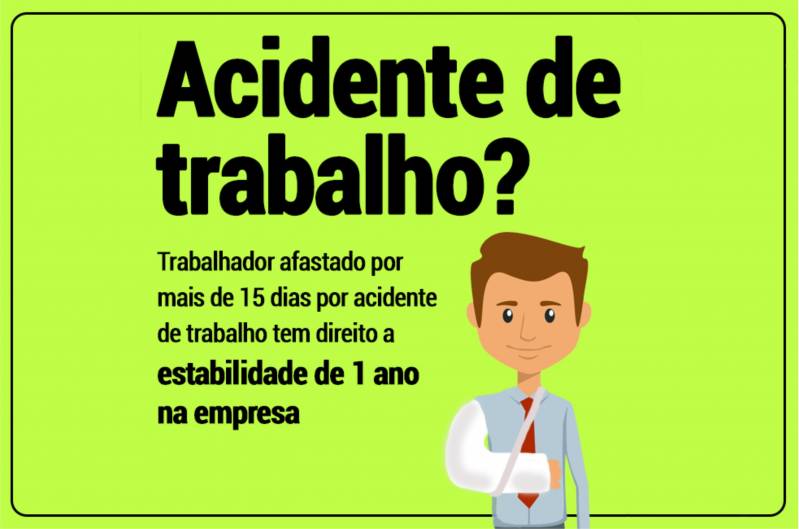 Acidente de
trabalho?
Trabalhador afastado por
mais de 15 dias por acidente
de trabalho tem direito a
estabilidade de 1 ano
na empresa